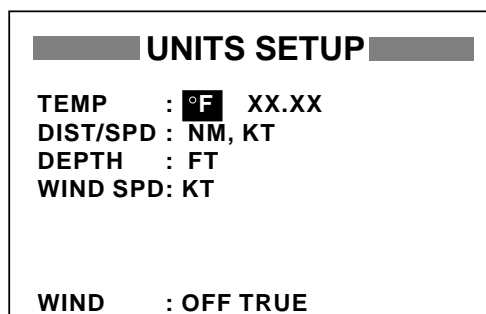 UNITS SETUP
TEMP : °F XX.XX
DIST/SPD : NM, KT
DEPTH : FT
WIND SPD: KT
WIND : OFF TRUE